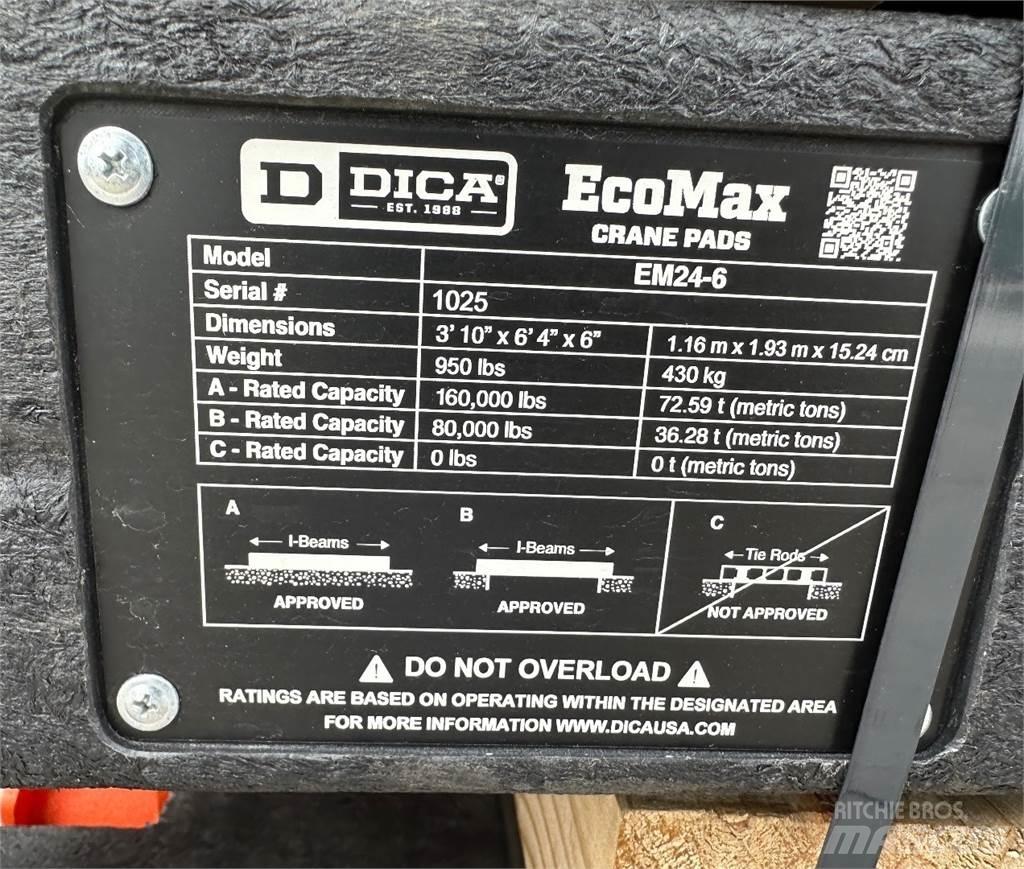 D DICA®
EST. 1988
EcoMax
CRANE PADS
Model EM24-6
Serial # 1025
Dimensions 3' 10" x 6' 4" x 6" 1.16 m x 1.93 m x 15.24 cm
Weight 950 lbs 430 kg
A - Rated Capacity 160,000 lbs 72.59 t (metric tons)
B - Rated Capacity 80,000 lbs 36.28 t (metric tons)
C - Rated Capacity 0 lbs 0 t (metric tons)
A
I-Beams
APPROVED
B
I-Beams
APPROVED
C
Tie Rods
NOT APPROVED
DO NOT OVERLOAD
RATINGS ARE BASED ON OPERATING WITHIN THE DESIGNATED AREA
FOR MORE INFORMATION WWW.DICAUSA.COM
RITCHIE BROS.